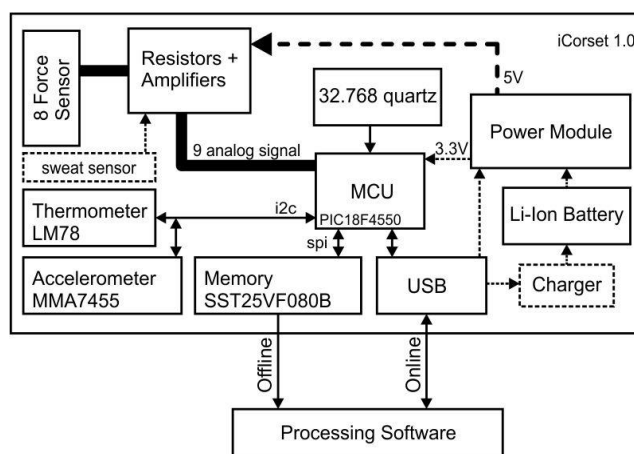 iCorset 1.0
8 Force
Sensor
Resistors +
Amplifiers
5V
32.768 quartz
Power Module
sweat sensor
9 analog signal
3.3V
MCU
PIC18F4550
Thermometer
LM78
i2c
Li-Ion Battery
spi
Accelerometer
MMA7455
Memory
SST25VF080B
USB
Charger
Offline
Online
Processing Software